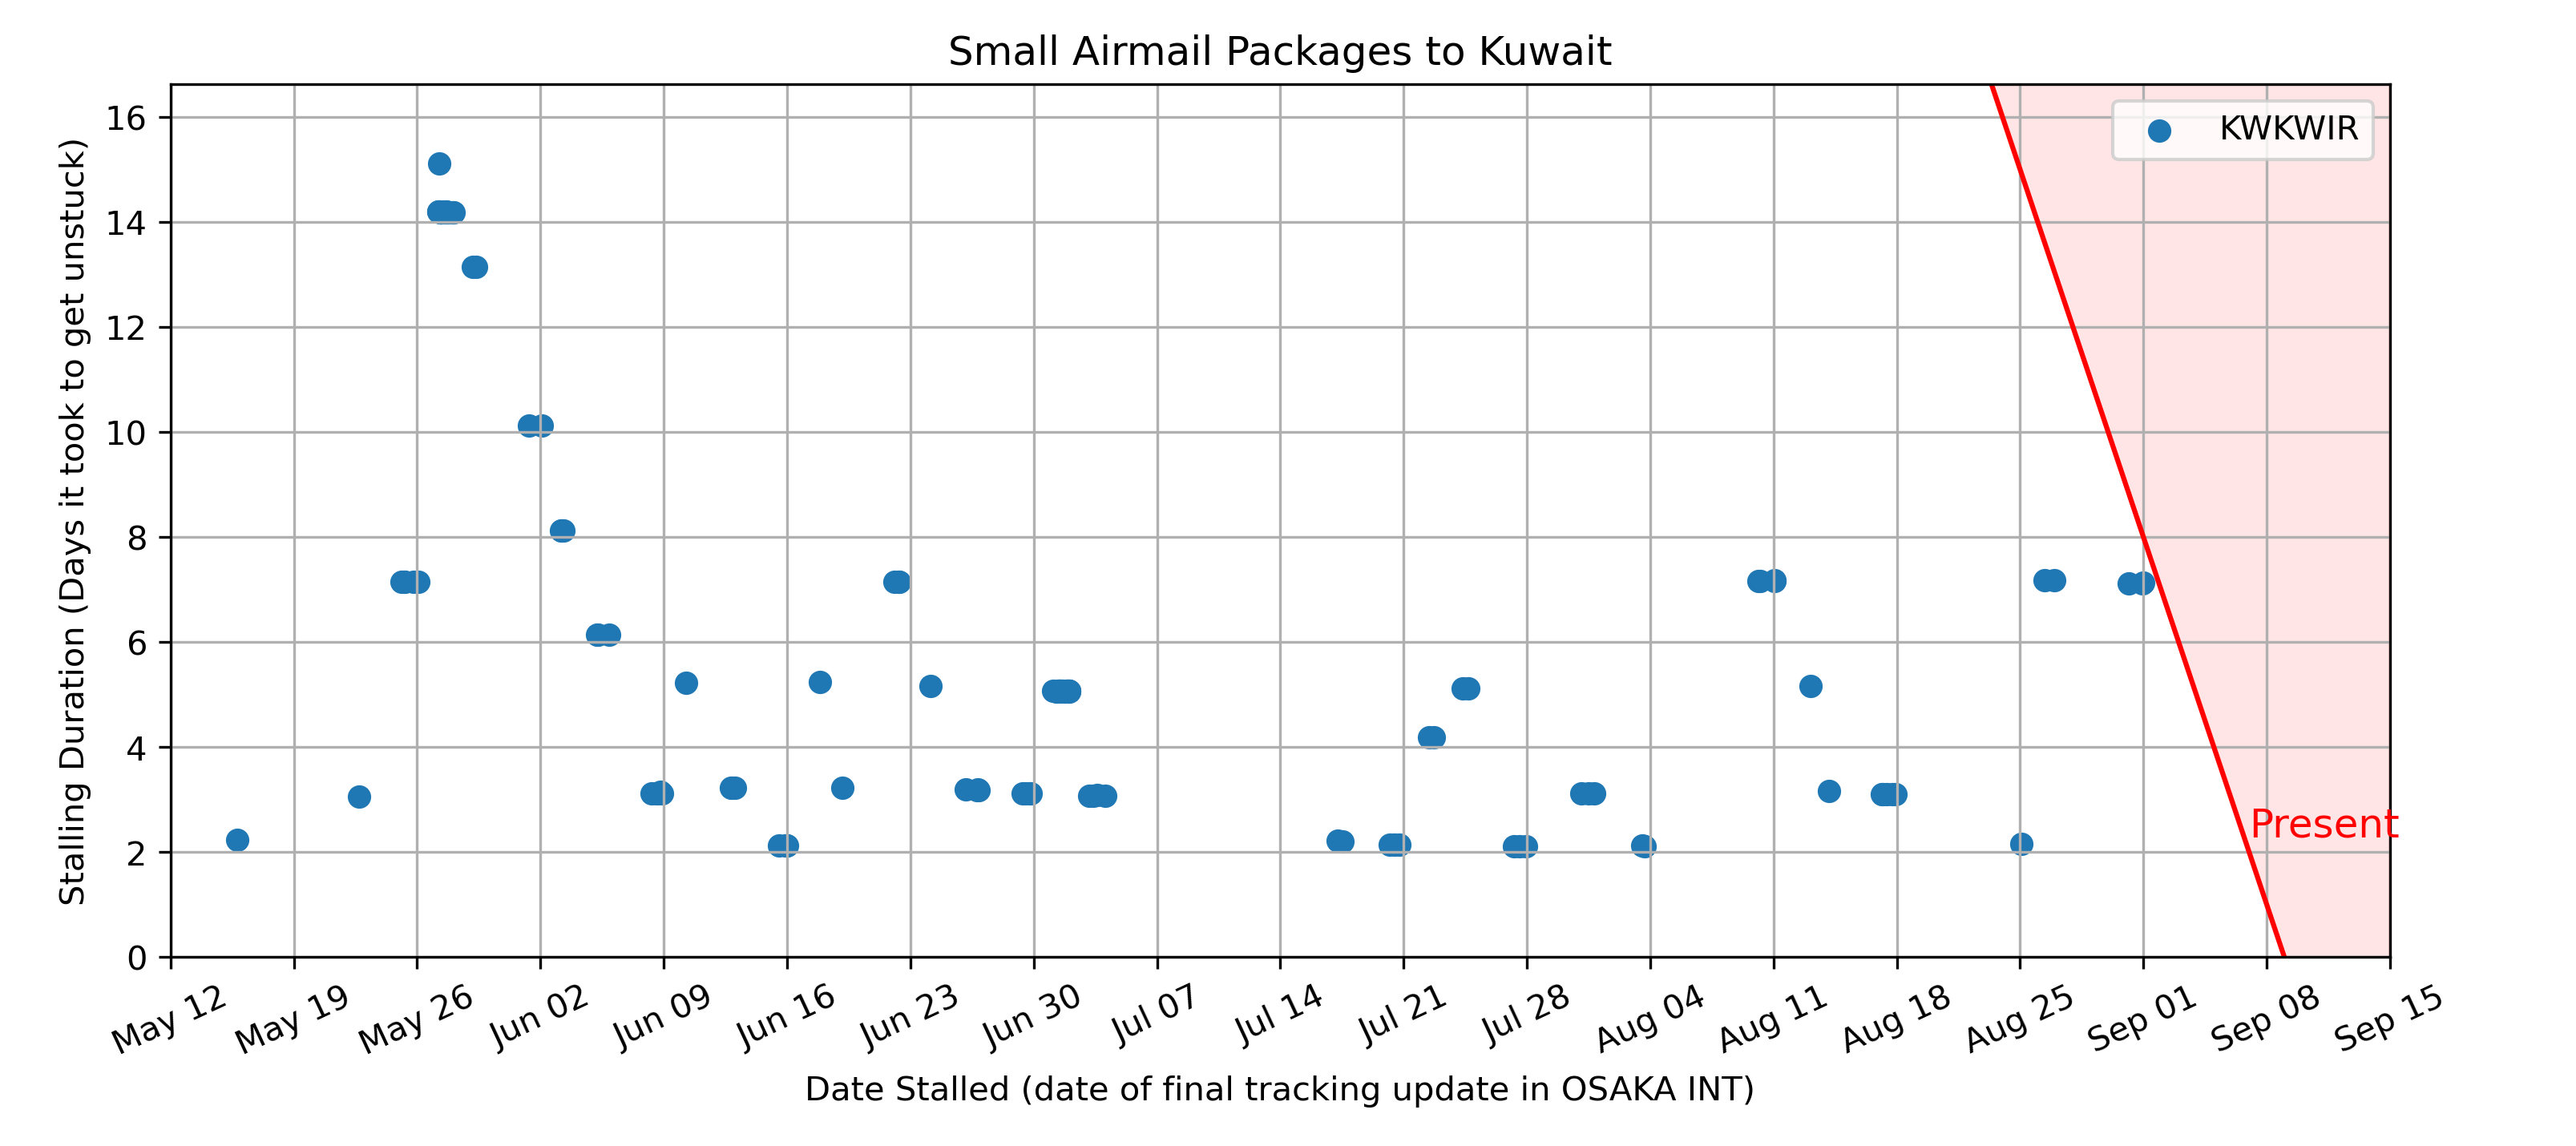 Small Airmail Packages to Kuwait
KWKWIR
16
14
12
10
8
6
4
2
0
Stalling Duration (Days it took to get unstuck)
Present
May 12 May 19 May 26 Jun 02 Jun 09 Jun 16 Jun 23 Jun 30 Jul 07 Jul 14 Jul 21 Jul 28 Aug 04 Aug 11 Aug 18 Aug 25 Sep 01 Sep 08 Sep 15
Date Stalled (date of final tracking update in OSAKA INT)